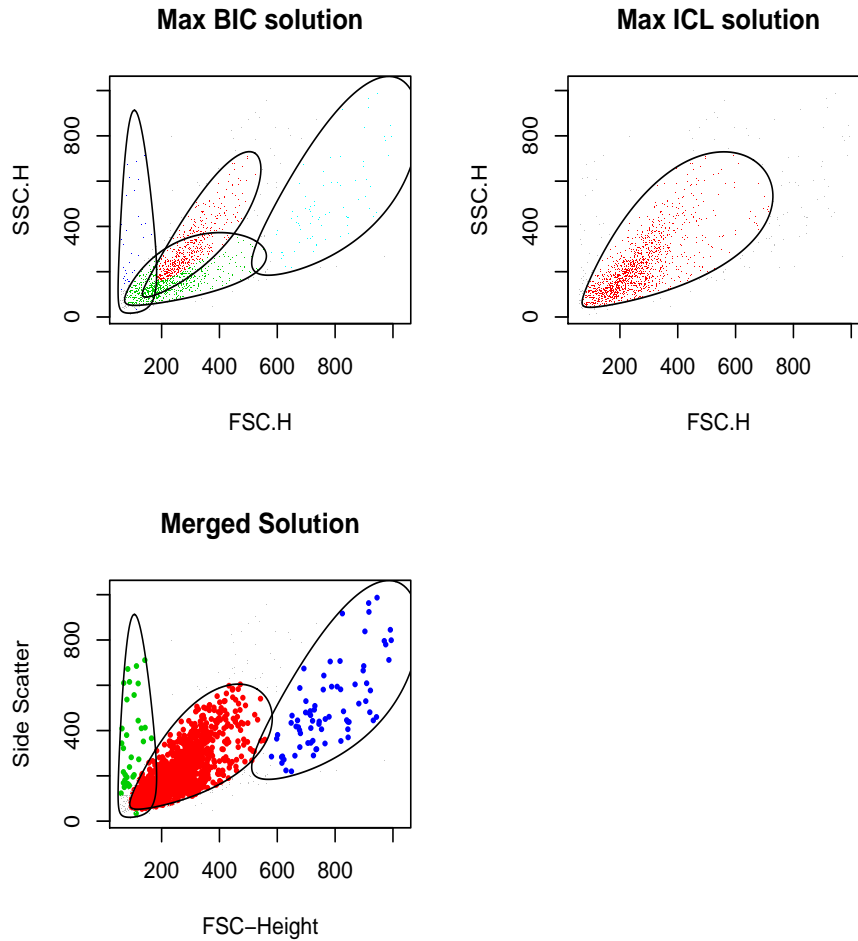 Max BIC solution
SSC.H
0 400 800
200 400 600 800
FSC.H
Max ICL solution
SSC.H
0 400 800
200 400 600 800
FSC.H
Merged Solution
Side Scatter
0 400 800
200 400 600 800
FSC−Height